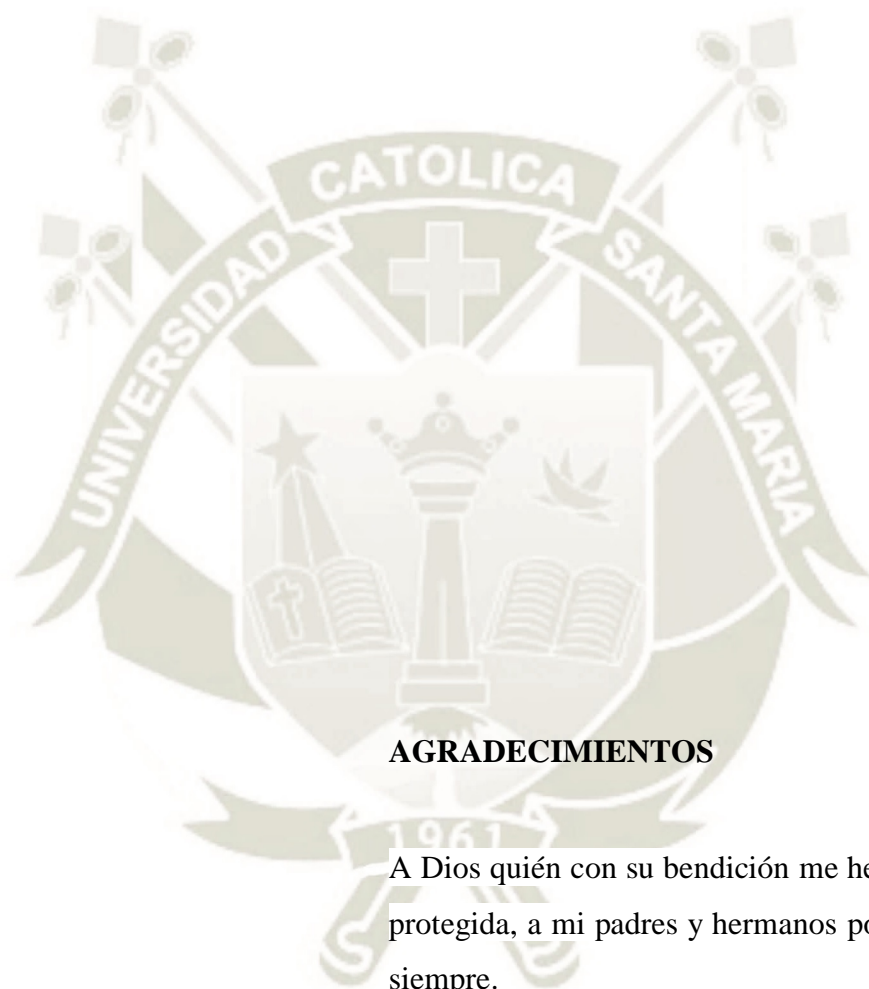 CATOLICA
UNIVERSIDAD
SANTA MARIA
AGRADECIMIENTOS
1961
A Dios quién con su bendición me he
protegida, a mi padres y hermanos po
siempre.